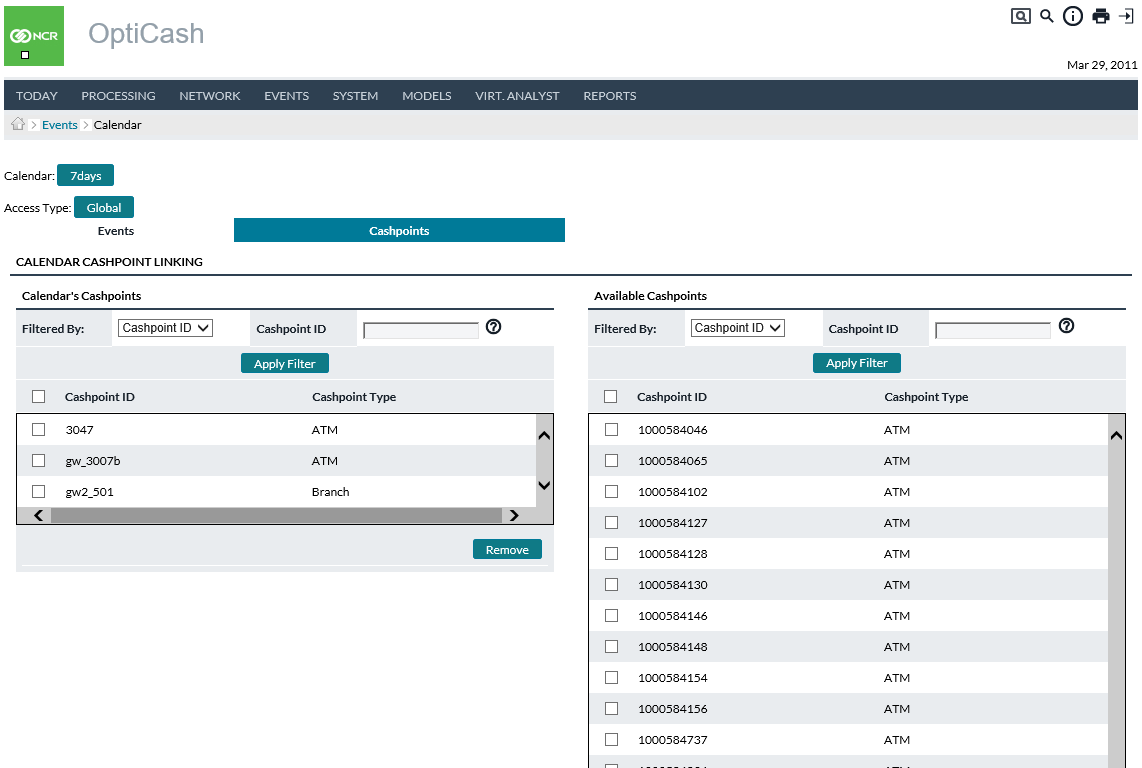 NCR
OptiCash
Mar 29, 2011
TODAY PROCESSING NETWORK EVENTS SYSTEM MODELS VIRT. ANALYST REPORTS
Events Calendar
Calendar: 7days
Access Type: Global
Events Cashpoints
CALENDAR CASHPOINT LINKING
Calendar's Cashpoints
Filtered By: Cashpoint ID Cashpoint ID
Apply Filter
Cashpoint ID Cashpoint Type
3047 ATM
gw_3007b ATM
gw2_501 Branch
Remove
Available Cashpoints
Filtered By: Cashpoint ID Cashpoint ID
Apply Filter
Cashpoint ID Cashpoint Type
1000584046 ATM
1000584065 ATM
1000584102 ATM
1000584127 ATM
1000584128 ATM
1000584130 ATM
1000584146 ATM
1000584148 ATM
1000584154 ATM
1000584156 ATM
1000584737 ATM